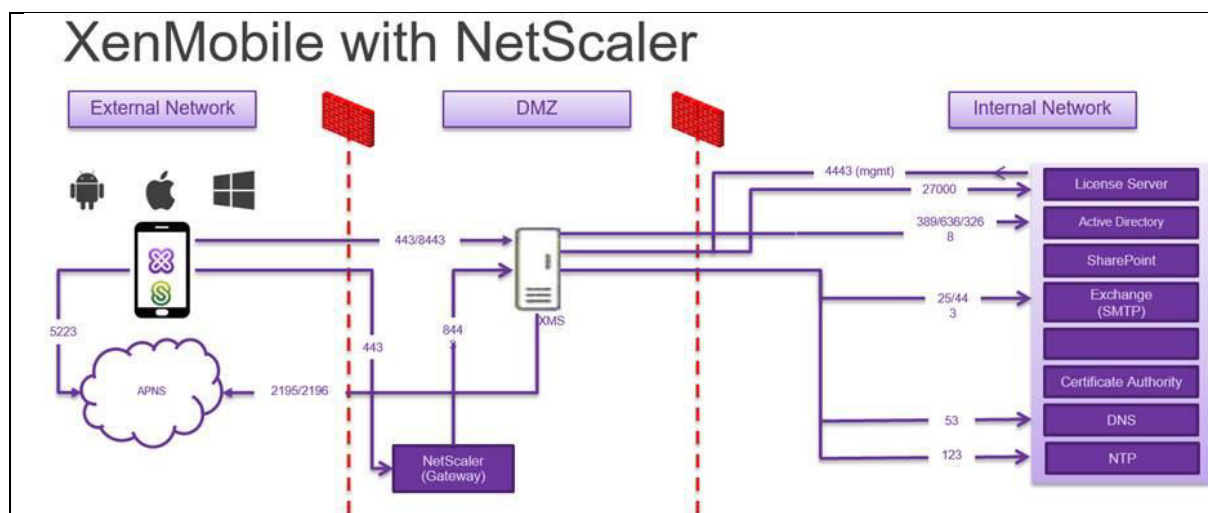 XenMobile with NetScaler
External Network
DMZ
Internal Network
4443 (mgmt)
License Server
27000
389/636/326
8
Active Directory
443/8443
SharePoint
25/44
3
Exchange
(SMTP)
XMS
5223
443
844
APNS
2195/2196
Certificate Authority
53
DNS
NetScaler
(Gateway)
123
NTP